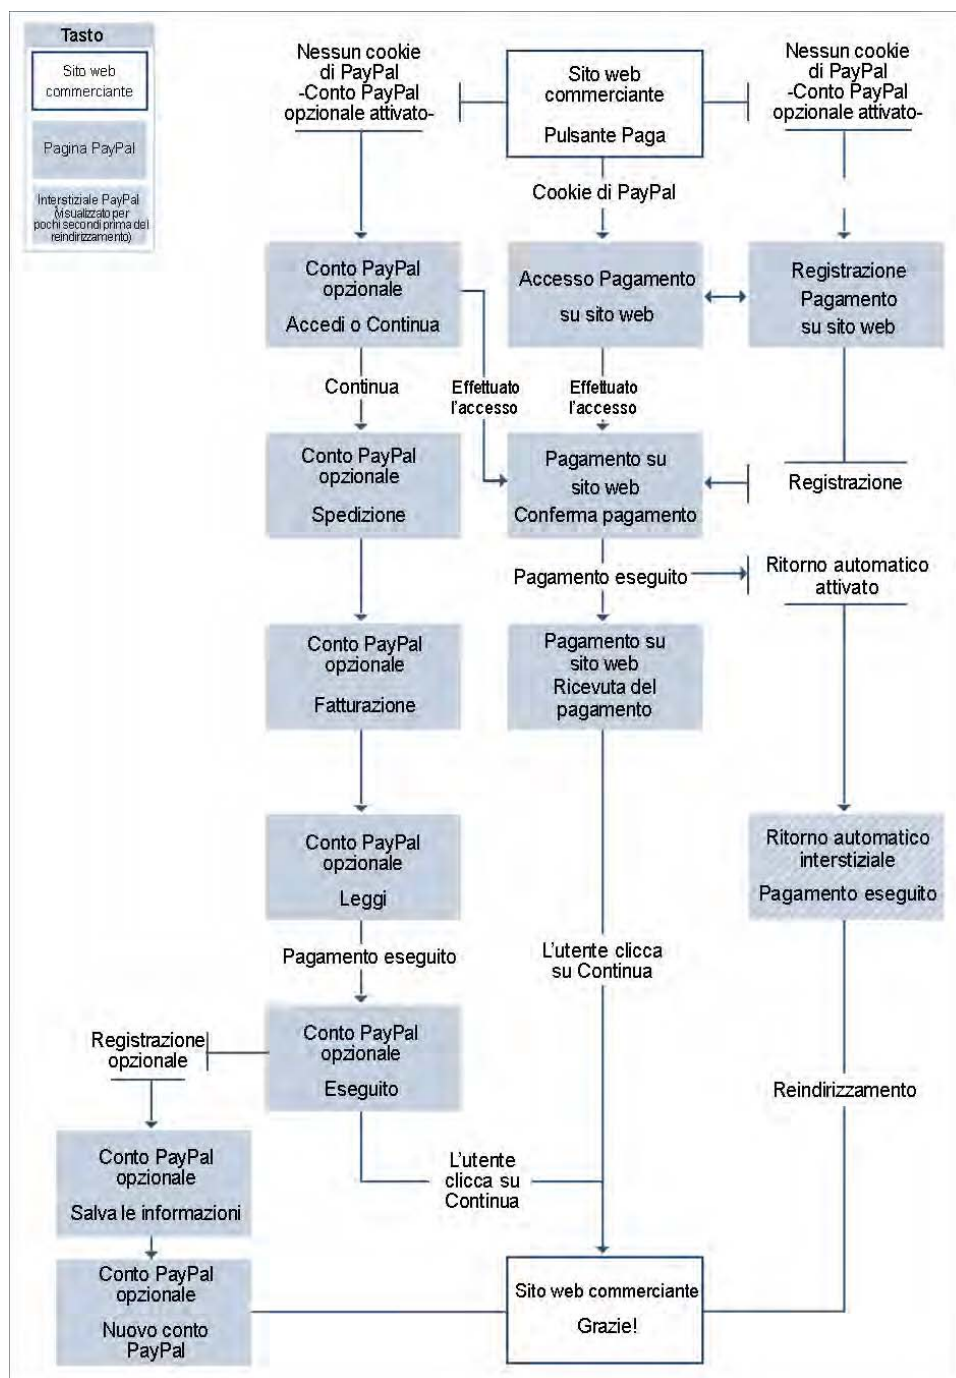 Tasto
Sito web
commerciante
Pagina PayPal
Interstiziale PayPal
(visualizzato per
pochi secondi prima del
reindirizzamento)
Nessun cookie
di PayPal
-Conto PayPal
opzionale attivato-
Sito web
commerciante
Pulsante Paga
Nessun cookie
di PayPal
-Conto PayPal
opzionale attivato-
Cookie di PayPal
Conto PayPal
opzionale
Accedi o Continua
Accesso Pagamento
su sito web
Registrazione
Pagamento
su sito web
Continua
Effettuato
l'accesso
Effettuato
l'accesso
Conto PayPal
opzionale
Spedizione
Pagamento su
sito web
Conferma pagamento
Registrazione
Pagamento eseguito
Ritorno automatico
attivato
Conto PayPal
opzionale
Fatturazione
Pagamento su
sito web
Ricevuta del
pagamento
Conto PayPal
opzionale
Leggi
Ritorno automatico
interstiziale
Pagamento eseguito
Pagamento eseguito
L'utente clicca
su Continua
Registrazione
opzionale
Conto PayPal
opzionale
Eseguito
Reindirizzamento
Conto PayPal
opzionale
Salva le informazioni
L'utente
clicca su
Continua
Conto PayPal
opzionale
Nuovo conto
PayPal
Sito web commerciante
Grazie!